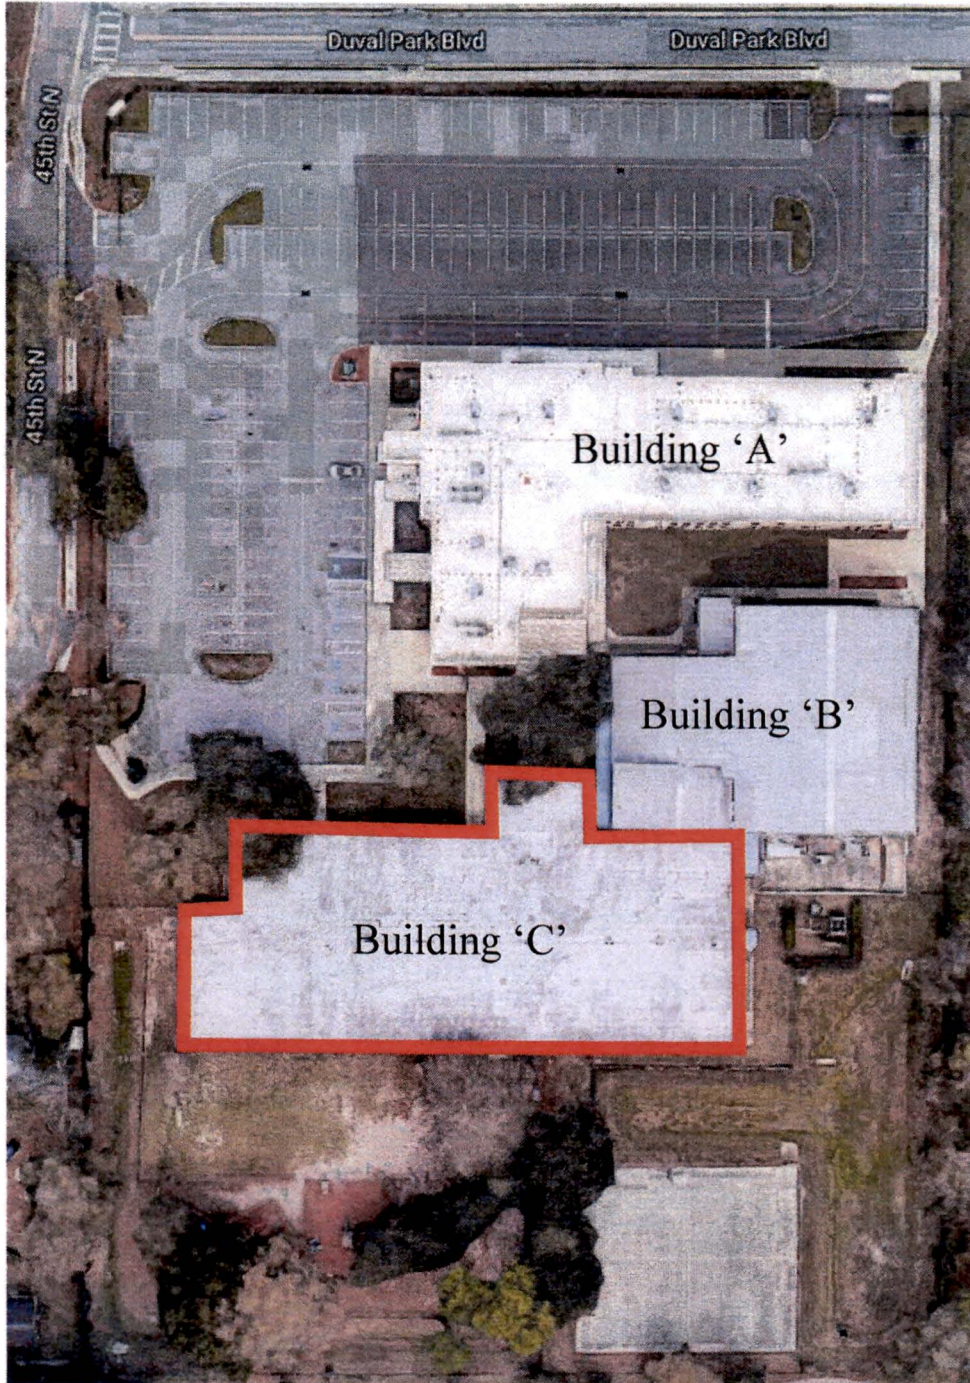 Duval Park Blvd
Duval Park Blvd
45th St N
45th St N
Building ‘A’
Building ‘B’
Building ‘C’